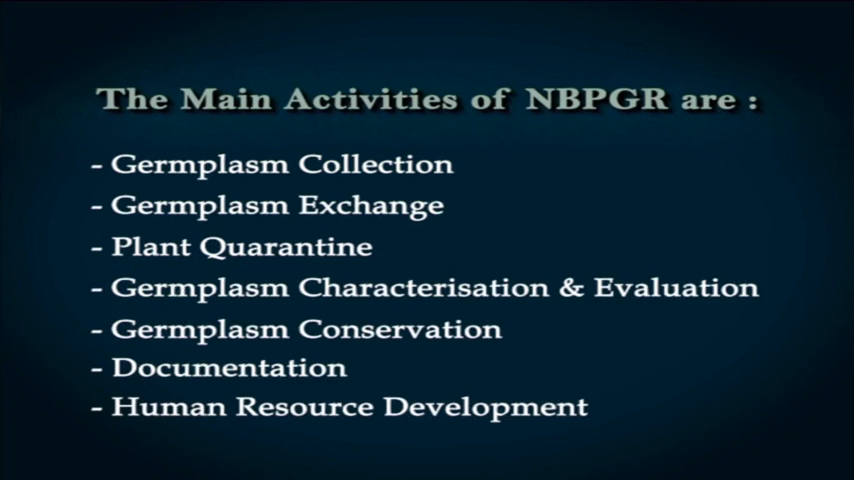 The Main Activities of NBPGR are :
- Germplasm Collection
- Germplasm Exchange
- Plant Quarantine
- Germplasm Characterisation & Evaluation
- Germplasm Conservation
- Documentation
- Human Resource Development